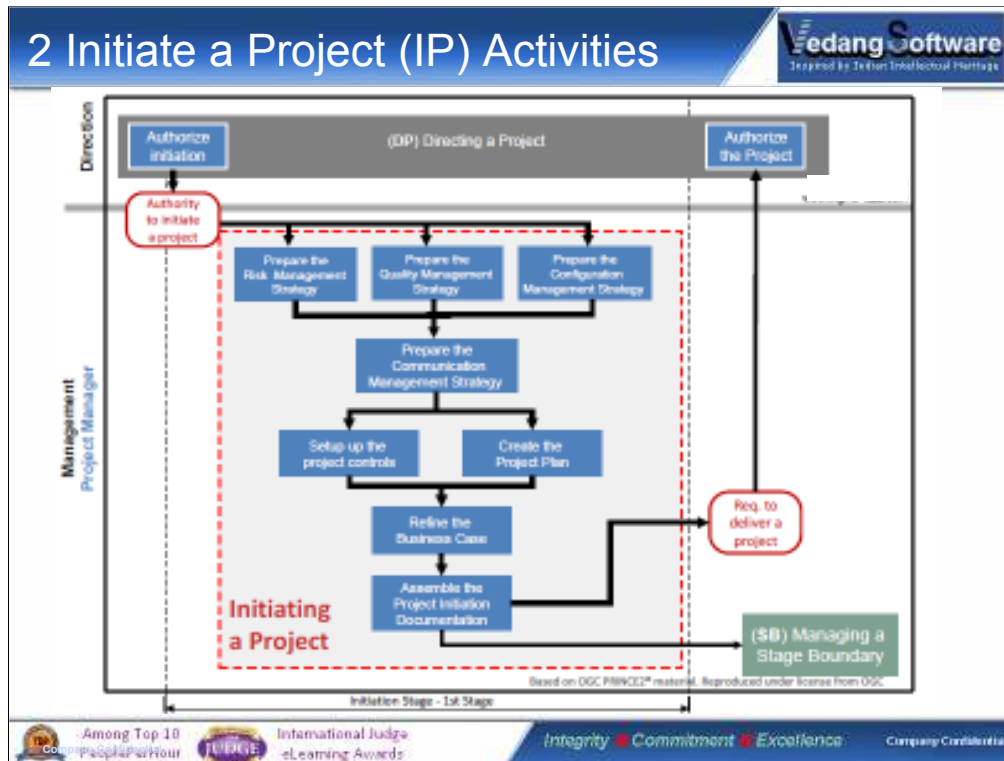 2 Initiate a Project (IP) Activities
Vedang Software
Inspired by Indian Intellectual Heritage
Direction
Authorize
initiation
(DP) Directing a Project
Authorize
the Project
Authority
to initiate
a project
Prepare the
Risk Management
Strategy
Prepare the
Quality Management
Strategy
Prepare the
Configuration
Management Strategy
Prepare the
Communication
Management Strategy
Management
Project Manager
Setup up the
project controls
Create the
Project Plan
Req. to
deliver a
project
Refine the
Business Case
Assemble the
Project Initiation
Documentation
Initiating
a Project
(SB) Managing a
Stage Boundary
Based on OGC PRINCE2® material. Reproduced under license from OGC
Initiation Stage - 1st Stage
Among Top 10
PeoplePerHour
Company Confidential
JUDGE
International Judge
eLearning Awards
Integrity Commitment Excellence
Company Confidential